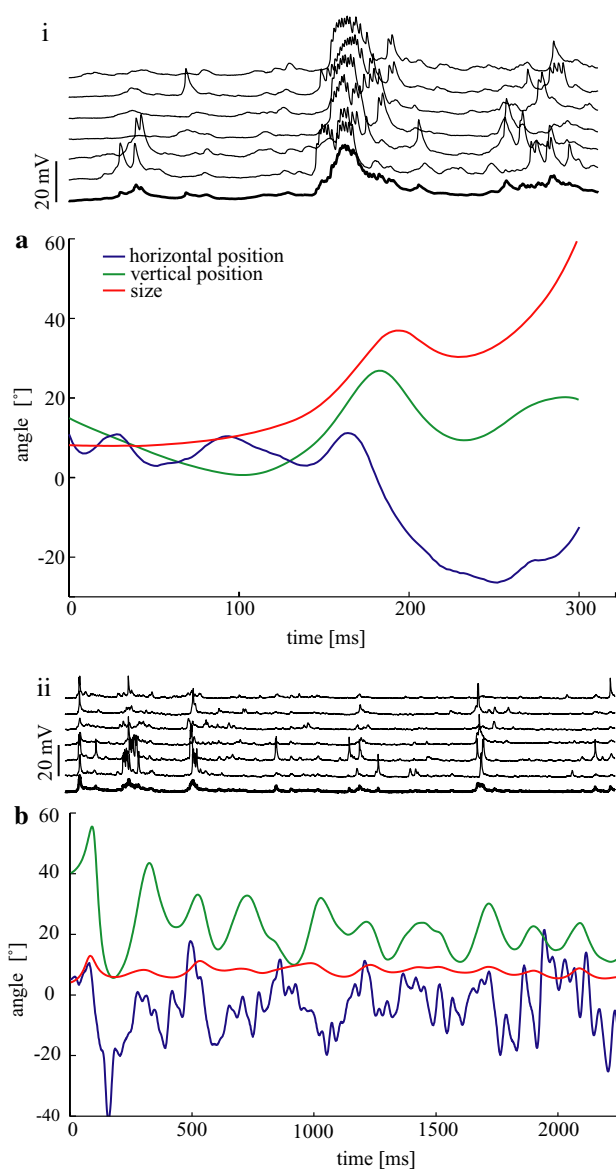 i
20 mV
a
60
horizontal position
vertical position
size
40
20
0
-20
angle [°]
0
100
200
300
time [ms]
ii
20 mV
b
60
40
20
0
-20
-40
angle [°]
0
500
1000
1500
2000
time [ms]